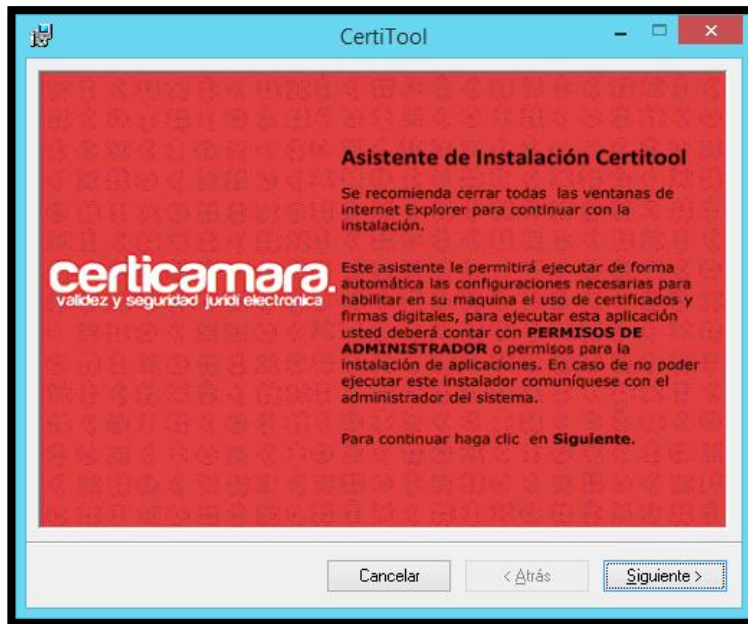 CertiTool
Asistente de Instalación Certitool
Se recomienda cerrar todas las ventanas de
internet Explorer para continuar con la
instalación.
certicamara.
validez y seguridad jurídi electronica
Este asistente le permitirá ejecutar de forma
automática las configuraciones necesarias para
habilitar en su maquina el uso de certificados y
firmas digitales, para ejecutar esta aplicación
usted deberá contar con PERMISOS DE
ADMINISTRADOR o permisos para la
instalación de aplicaciones. En caso de no poder
ejecutar este instalador comuníquese con el
administrador del sistema.
Para continuar haga clic en Siguiente.
Cancelar
< Atrás
Siguiente >